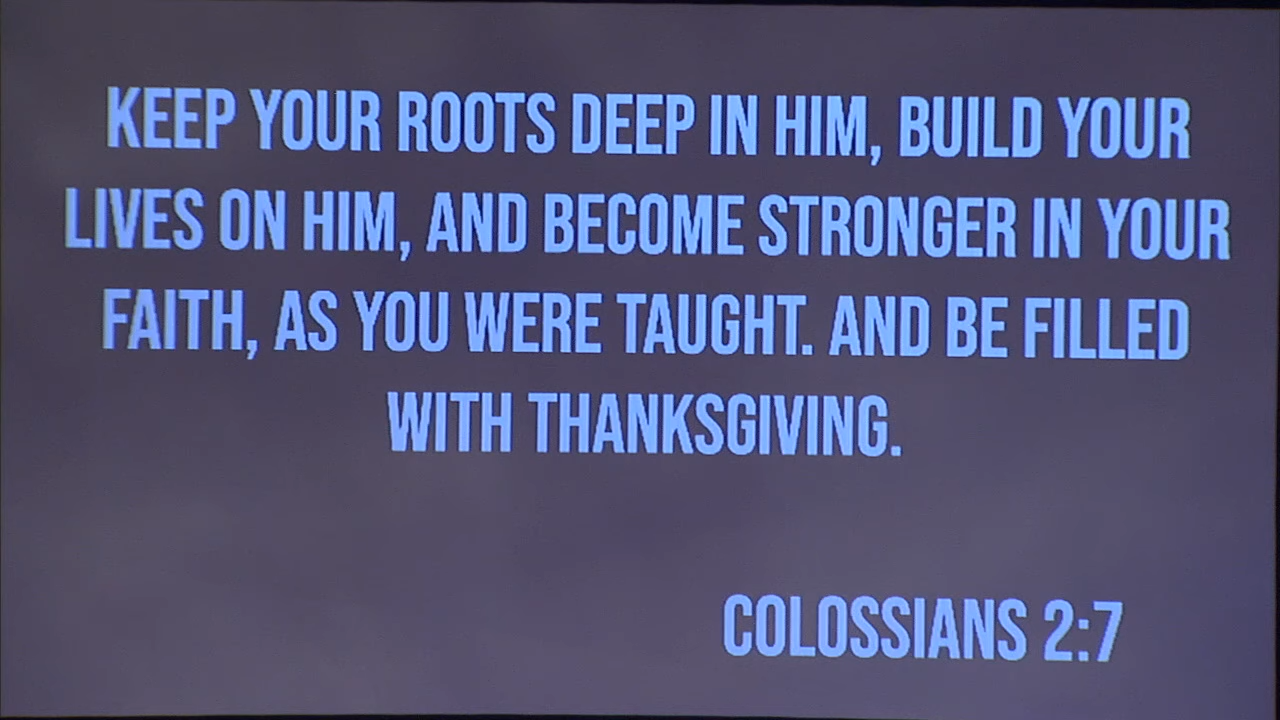 KEEP YOUR ROOTS DEEP IN HIM, BUILD YOUR
LIVES ON HIM, AND BECOME STRONGER IN YOUR
FAITH, AS YOU WERE TAUGHT. AND BE FILLED
WITH THANKSGIVING.
COLOSSIANS 2:7